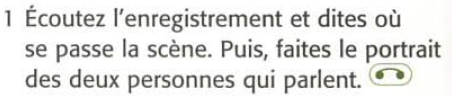 1 Écoutez l'enregistrement et dites où
se passe la scène. Puis, faites le portrait
des deux personnes qui parlent.